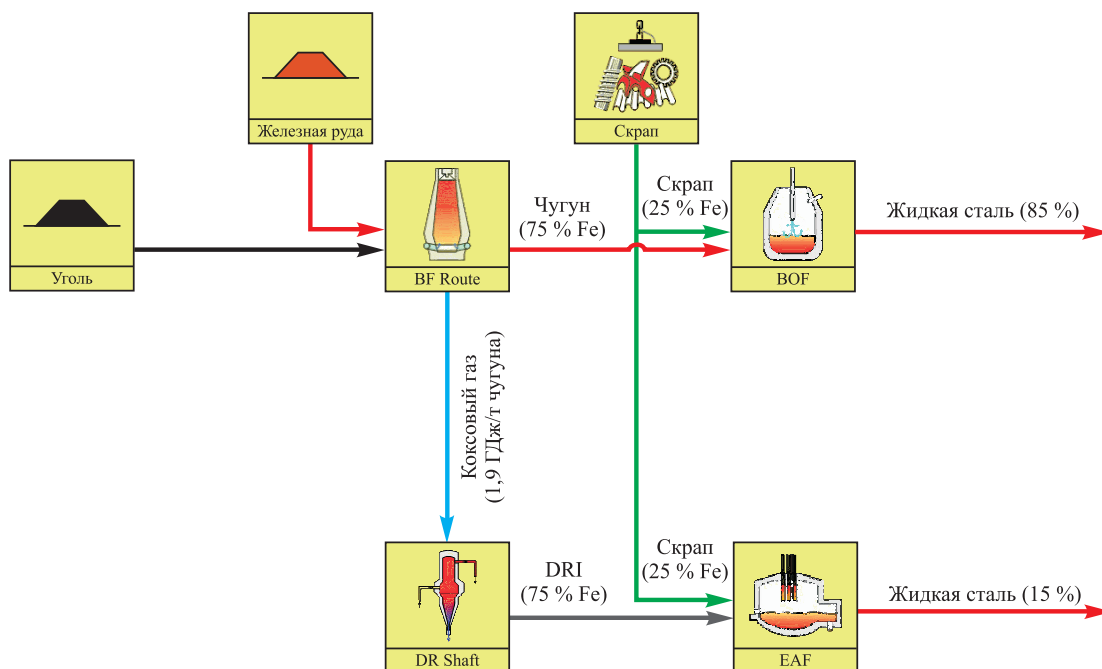 Железная руда
Скрап
Уголь
BF Route
Чугун
(75 % Fe)
Скрап
(25 % Fe)
BOF
Жидкая сталь (85 %)
Коксовый газ
(1,9 ГДж/т чугуна)
DR Shaft
DRI
(75 % Fe)
Скрап
(25 % Fe)
EAF
Жидкая сталь (15 %)